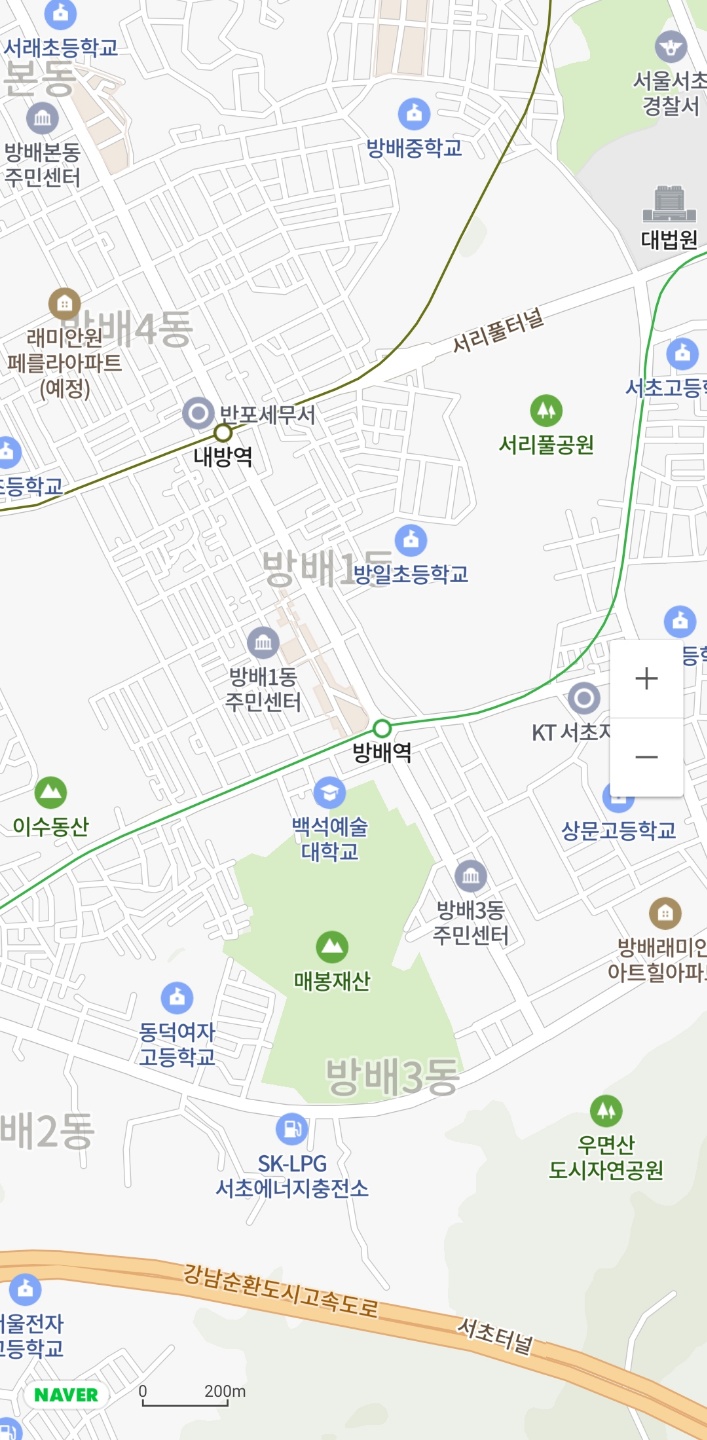 서래초등학교
본동
방배본동
주민센터
방배중학교
서울서초
경찰서
대법원
방배4동
래미안원
페를라아파트
(예정)
서리풀터널
서초고등학
반포세무서
내방역
초등학교
서리풀공원
방배1동
방일초등학교
방배1동
주민센터
등학
KT 서초지
방배역
이수동산
백석예술
대학교
상문고등학교
방배3동
주민센터
방배래미안
아트힐아파트
매봉재산
동덕여자
고등학교
방배3동
배2동
우면산
도시자연공원
SK-LPG
서초에너지충전소
강남순환도시고속도로
서초터널
서울전자
고등학교
NAVER
0 200m